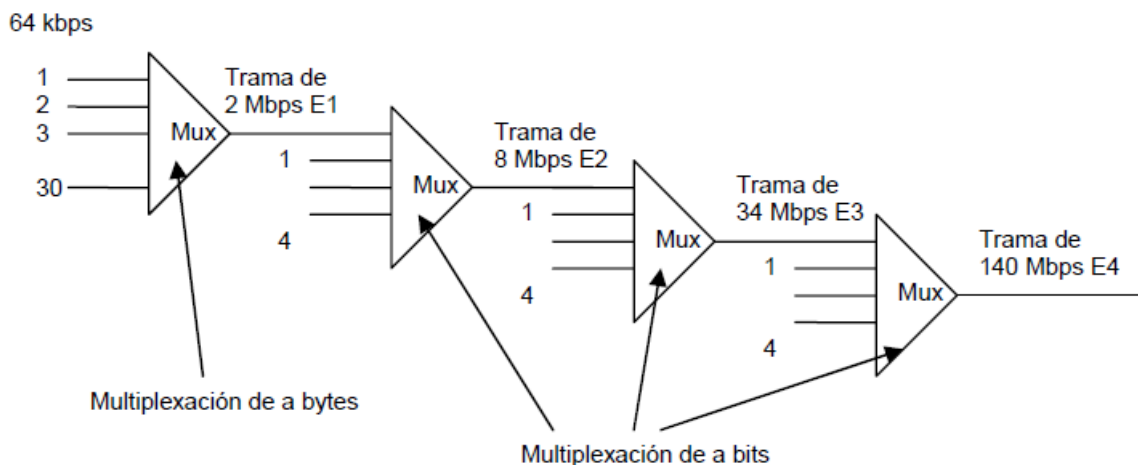 64 kbps
1
2
3
30
Mux
Trama de
2 Mbps E1
1
4
Mux
Trama de
8 Mbps E2
1
4
Mux
Trama de
34 Mbps E3
1
4
Mux
Trama de
140 Mbps E4
Multiplexación de a bytes
Multiplexación de a bits